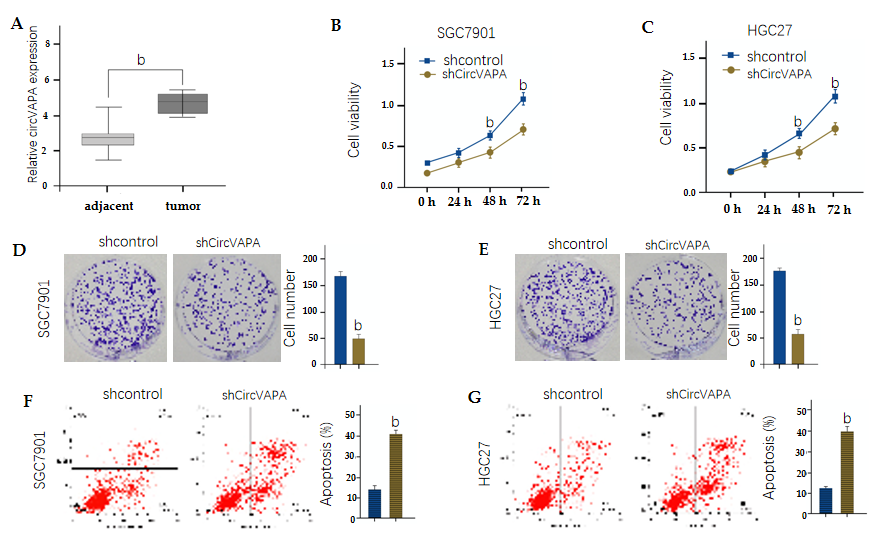 A
Relative circVAPA expression
8
6
4
2
0
b
adjacent
tumor
B
SGC7901
shcontrol
shCircVAPA
Cell viability
1.5
1.0
0.5
0.0
b
b
0 h
24 h
48 h
72 h
C
HGC27
shcontrol
shCircVAPA
Cell viability
1.5
1.0
0.5
0.0
b
b
0 h
24 h
48 h
72 h
D
SGC7901
shcontrol
shCircVAPA
Cell number
200
150
100
50
0
b
E
HGC27
shcontrol
shCircVAPA
Cell number
200
150
100
50
0
b
F
SGC7901
shcontrol
shCircVAPA
Apoptosis (%)
50
40
30
20
10
0
b
G
HGC27
shcontrol
shCircVAPA
Apoptosis (%)
50
40
30
20
10
0
b